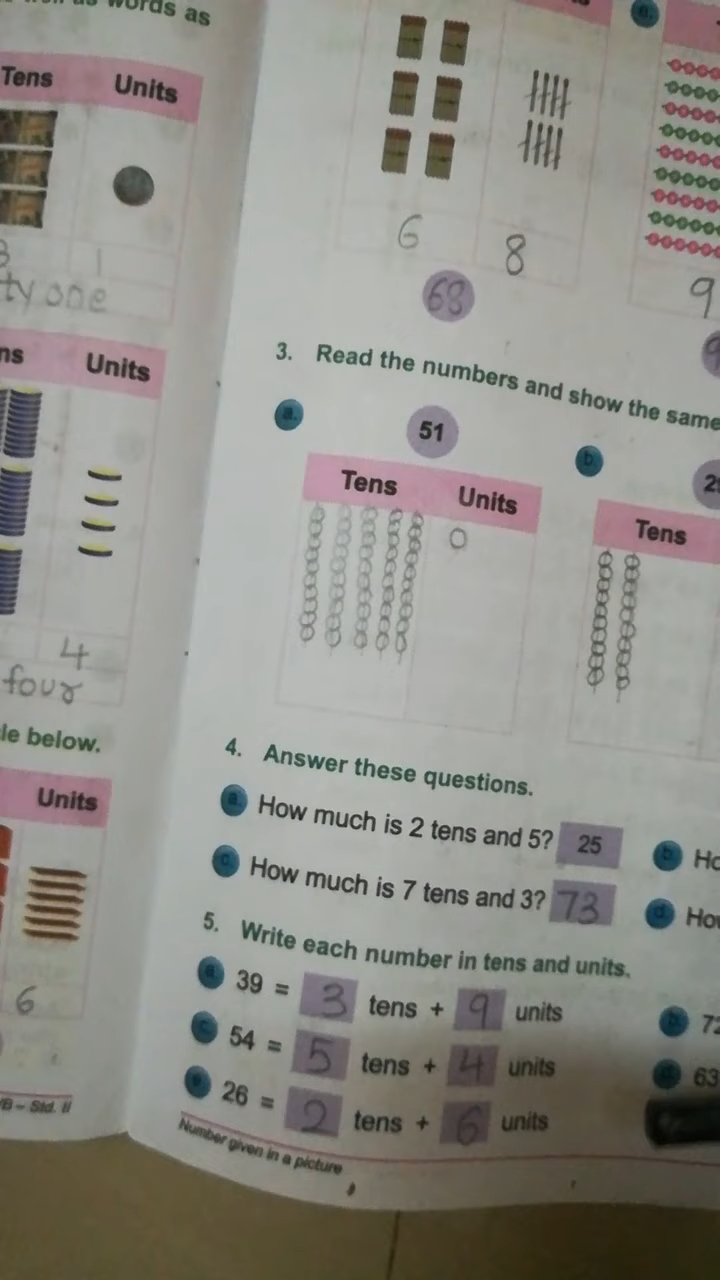 words as
Tens Units
3 1
ty one
ns Units
4
four
le below.
Units
6
B – Std. II
6 8
68
9
3. Read the numbers and show the same
a. 51
Tens Units
b.
Tens
4. Answer these questions.
a. How much is 2 tens and 5? 25
b.
c. How much is 7 tens and 3? 73
d.
5. Write each number in tens and units.
a. 39 = 3 tens + 9 units
b. 72
c. 54 = 5 tens + 4 units
d. 63
e. 26 = 2 tens + 6 units
Number given in a picture